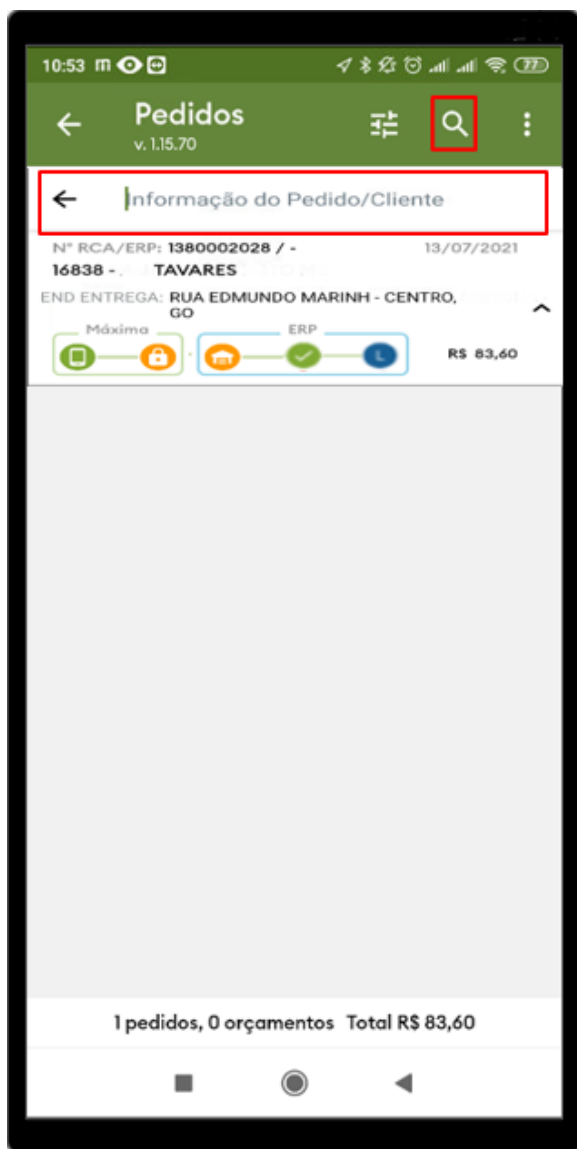 10:53 m 77
Pedidos
v. 1.15.70
Informação do Pedido/Cliente
N° RCA/ERP: 1380002028 / - 13/07/2021
16838 - . TAVARES
END ENTREGA: RUA EDMUNDO MARINH - CENTRO,
GO
Máxima ERP
L R$ 83,60
1 pedidos, 0 orçamentos Total R$ 83,60